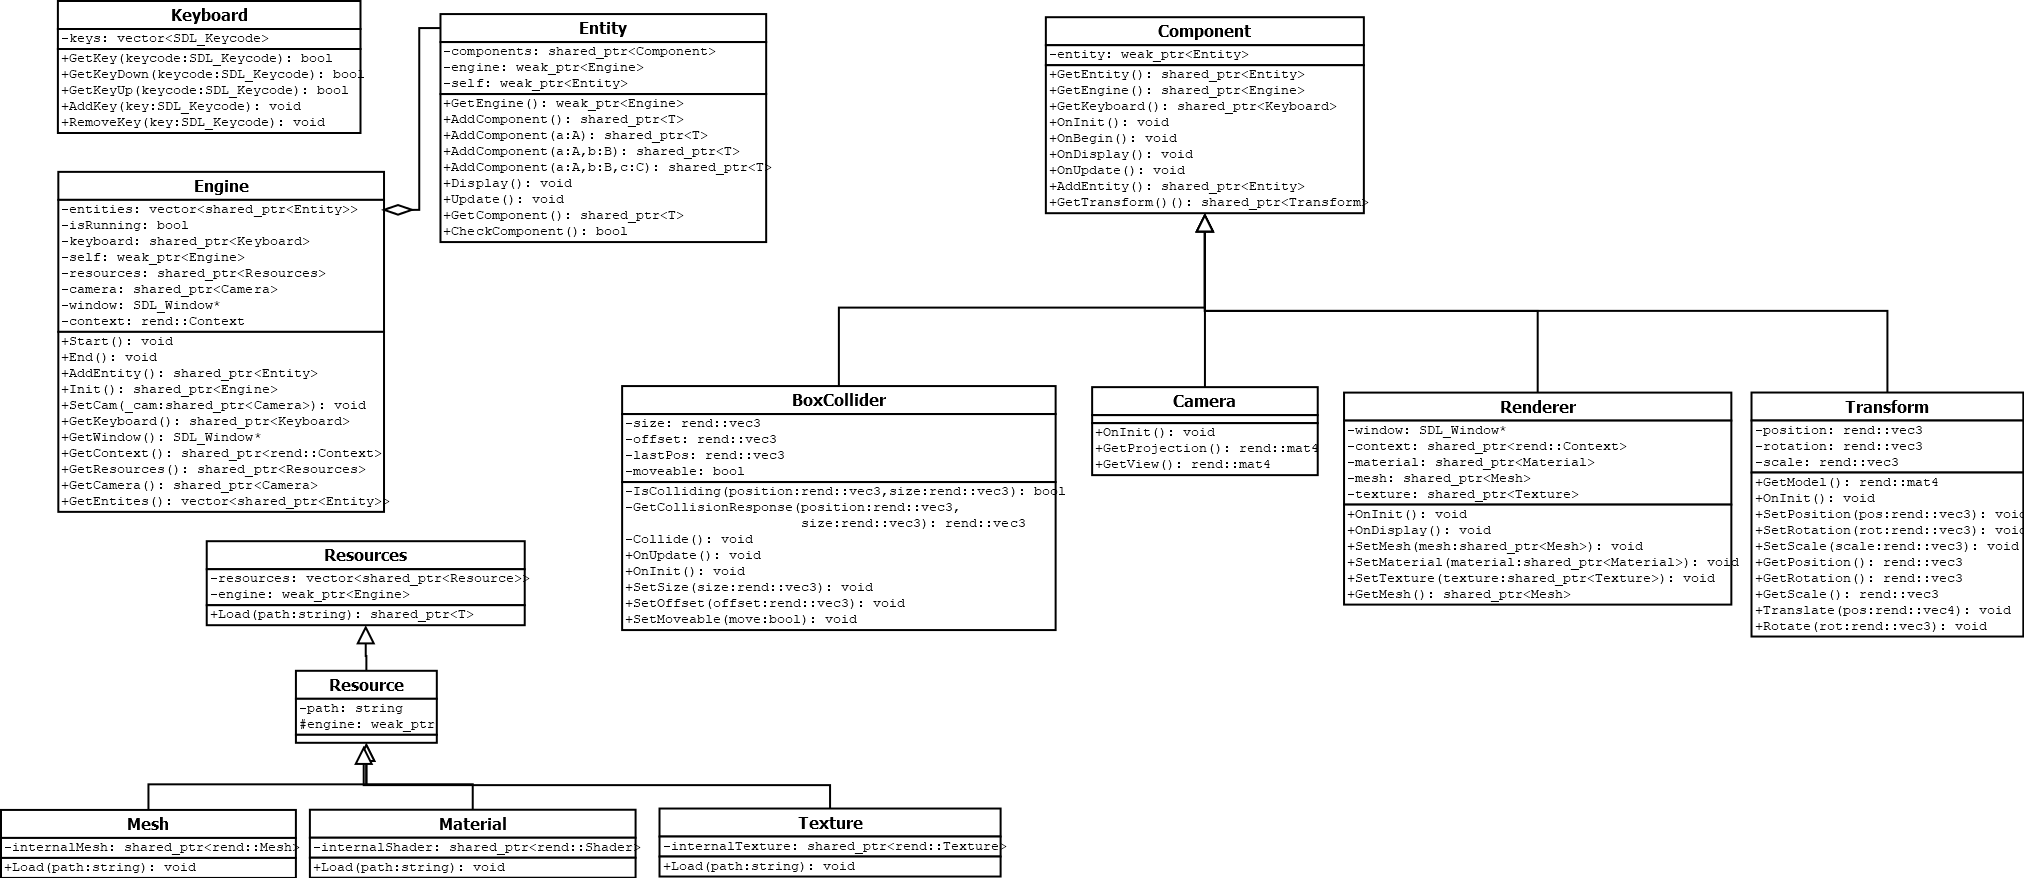 Keyboard
-keys: vector<SDL_Keycode>
+GetKey(keycode:SDL_Keycode): bool
+GetKeyDown(keycode:SDL_Keycode): bool
+GetKeyUp(keycode:SDL_Keycode): bool
+AddKey(key:SDL_Keycode): void
+RemoveKey(key:SDL_Keycode): void
Entity
-components: shared_ptr<Component>
-engine: weak_ptr<Engine>
-self: weak_ptr<Entity>
+GetEngine(): weak_ptr<Engine>
+AddComponent(): shared_ptr<T>
+AddComponent(a:A): shared_ptr<T>
+AddComponent(a:A,b:B): shared_ptr<T>
+AddComponent(a:A,b:B,c:C): shared_ptr<T>
+Display(): void
+Update(): void
+GetComponent(): shared_ptr<T>
+CheckComponent(): bool
Component
-entity: weak_ptr<Entity>
+GetEntity(): shared_ptr<Entity>
+GetEngine(): shared_ptr<Engine>
+GetKeyboard(): shared_ptr<Keyboard>
+OnInit(): void
+OnBegin(): void
+OnDisplay(): void
+OnUpdate(): void
+AddEntity(): shared_ptr<Entity>
+GetTransform()(): shared_ptr<Transform>
Engine
-entities: vector<shared_ptr<Entity>>
-isRunning: bool
-keyboard: shared_ptr<Keyboard>
-self: weak_ptr<Engine>
-resources: shared_ptr<Resources>
-camera: shared_ptr<Camera>
-window: SDL_Window*
-context: rend::Context
+Start(): void
+End(): void
+AddEntity(): shared_ptr<Entity>
+Init(): shared_ptr<Engine>
+SetCam(_cam:shared_ptr<Camera>): void
+GetKeyboard(): shared_ptr<Keyboard>
+GetWindow(): SDL_Window*
+GetContext(): shared_ptr<rend::Context>
+GetResources(): shared_ptr<Resources>
+GetCamera(): shared_ptr<Camera>
+GetEntites(): vector<shared_ptr<Entity>>
BoxCollider
-size: rend::vec3
-offset: rend::vec3
-lastPos: rend::vec3
-moveable: bool
-IsColliding(position:rend::vec3,size:rend::vec3): bool
-GetCollisionResponse(position:rend::vec3,
size:rend::vec3): rend::vec3
-Collide(): void
+OnUpdate(): void
+OnInit(): void
+SetSize(size:rend::vec3): void
+SetOffset(offset:rend::vec3): void
+SetMoveable(move:bool): void
Camera
+OnInit(): void
+GetProjection(): rend::mat4
+GetView(): rend::mat4
Renderer
-window: SDL_Window*
-context: shared_ptr<rend::Context>
-material: shared_ptr<Material>
-mesh: shared_ptr<Mesh>
-texture: shared_ptr<Texture>
+OnInit(): void
+OnDisplay(): void
+SetMesh(mesh:shared_ptr<Mesh>): void
+SetMaterial(material:shared_ptr<Material>): void
+SetTexture(texture:shared_ptr<Texture>): void
+GetMesh(): shared_ptr<Mesh>
Transform
-position: rend::vec3
-rotation: rend::vec3
-scale: rend::vec3
+GetModel(): rend::mat4
+OnInit(): void
+SetPosition(pos:rend::vec3): void
+SetRotation(rot:rend::vec3): void
+SetScale(scale:rend::vec3): void
+GetPosition(): rend::vec3
+GetRotation(): rend::vec3
+GetScale(): rend::vec3
+Translate(pos:rend::vec4): void
+Rotate(rot:rend::vec3): void
Resources
-resources: vector<shared_ptr<Resource>>
-engine: weak_ptr<Engine>
+Load(path:string): shared_ptr<T>
Resource
-path: string
#engine: weak_ptr
Mesh
-internalMesh: shared_ptr<rend::Mesh>
+Load(path:string): void
Material
-internalShader: shared_ptr<rend::Shader>
+Load(path:string): void
Texture
-internalTexture: shared_ptr<rend::Texture>
+Load(path:string): void